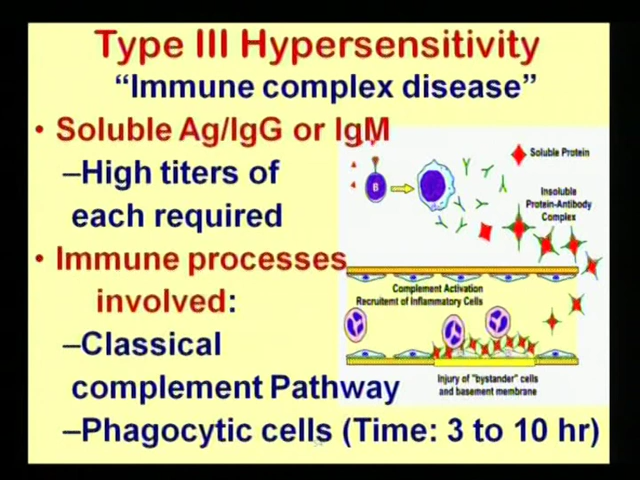 Type III Hypersensitivity
“Immune complex disease”
• Soluble Ag/IgG or IgM
–High titers of
each required
• Immune processes
involved:
–Classical
complement Pathway
–Phagocytic cells (Time: 3 to 10 hr)
Soluble Protein
B
Insoluble
Protein-Antibody
Complex
Complement Activation
Recruitemt of Inflammatory Cells
Injury of "bystander" cells
and basement membrane